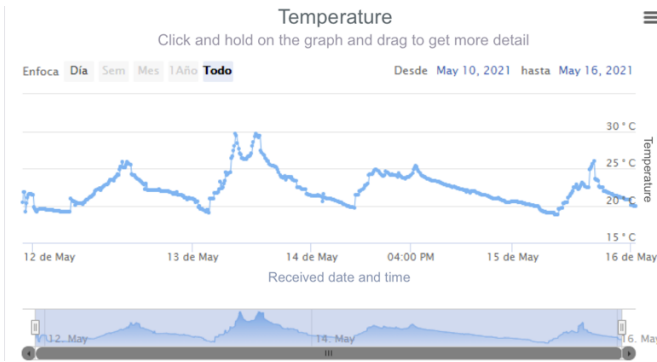 Temperature
Click and hold on the graph and drag to get more detail
Enfoca Día Sem Mes 1Año Todo Desde May 10, 2021 hasta May 16, 2021
30 ° C
25 ° C
20 ° C
15 ° C
Temperature
12 de May 13 de May 14 de May 04:00 PM 15 de May 16 de May
Received date and time
12. May 14. May 16. May